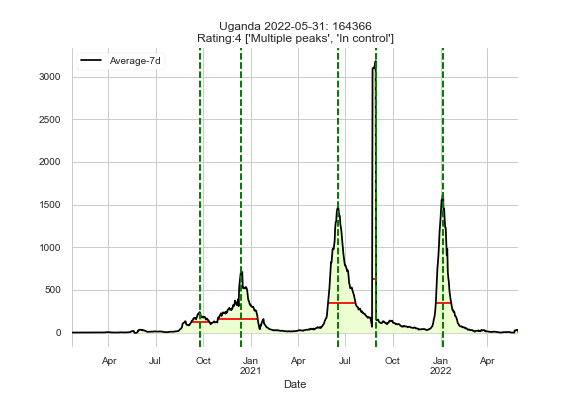 Uganda 2022-05-31: 164366
Rating:4 ['Multiple peaks', 'In control']
Average-7d
3000
2500
2000
1500
1000
500
0
Apr Jul Oct Jan Apr Jul Oct Jan Apr
2021 2022
Date